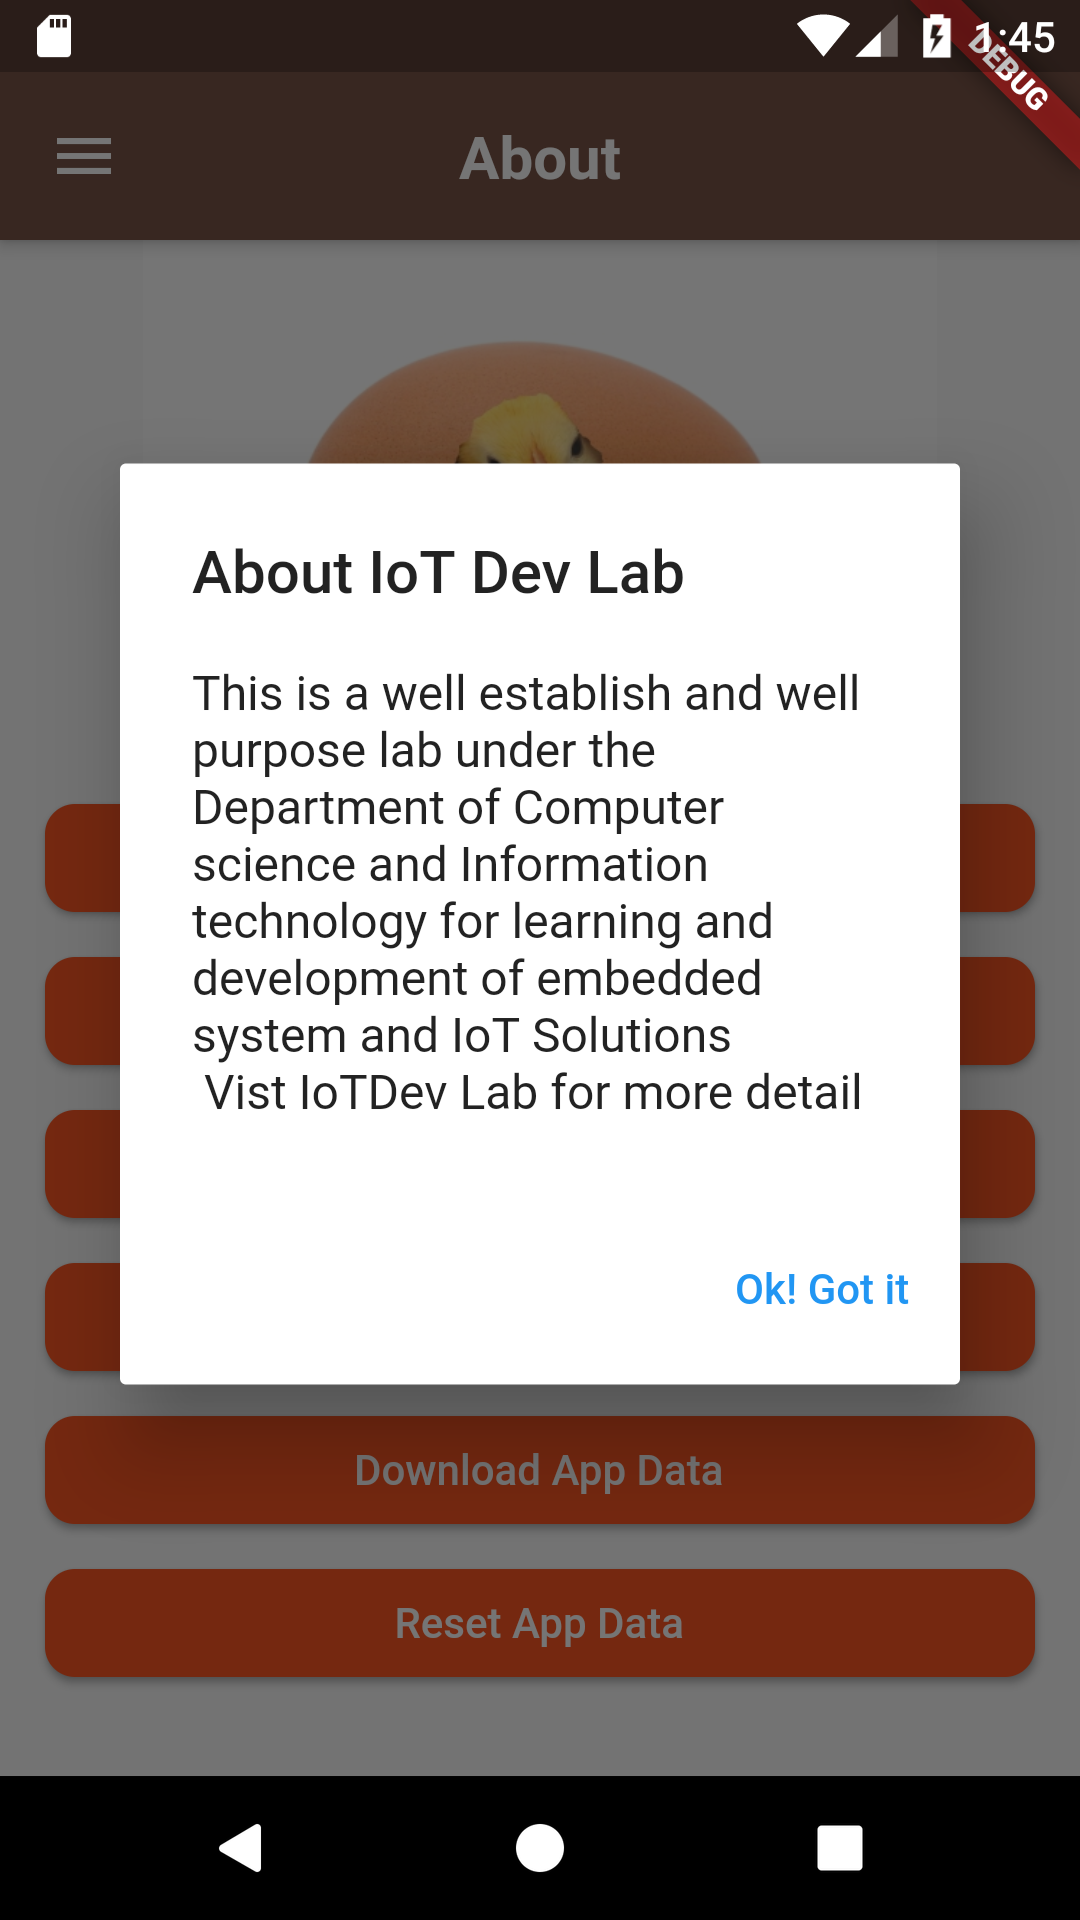 1:45
DEBUG
About
About IoT Dev Lab
This is a well establish and well
purpose lab under the
Department of Computer
science and Information
technology for learning and
development of embedded
system and IoT Solutions
Vist IoTDev Lab for more detail
Ok! Got it
Download App Data
Reset App Data